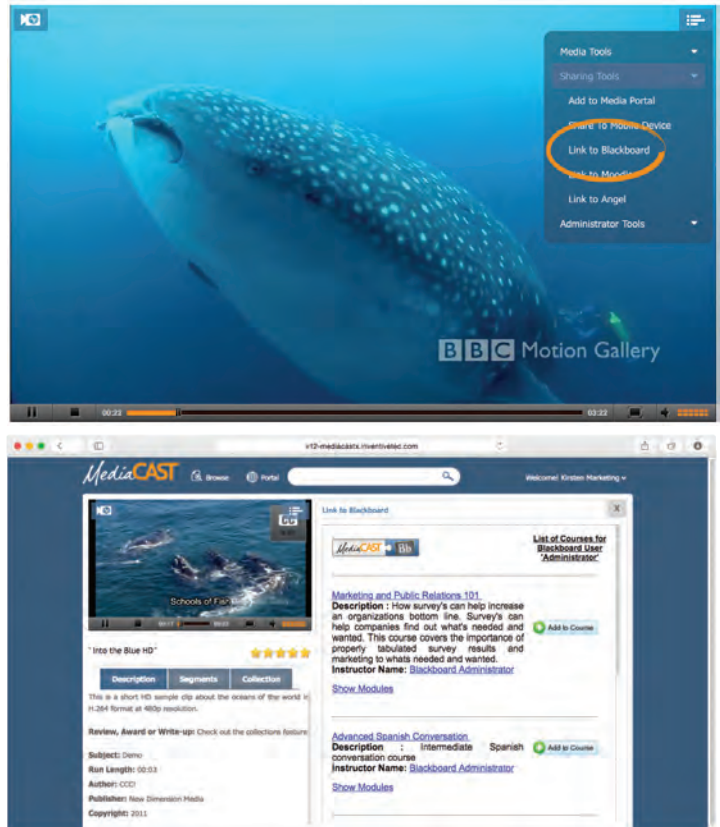 Media Tools
Sharing Tools
Add to Media Portal
Share To Mobile Device
Link to Blackboard
Link to Moodle
Link to Angel
Administrator Tools
BBC Motion Gallery
00:22
03:22
v12-mediacastx.inventivetec.com
MediaCAST
Browse
Portal
Welcome! Kirsten Marketing
CC
Schools of Fish
"Into the Blue HD"
Description Segments Collection
This is a short HD sample clip about the oceans of the world in
H.264 format at 480p resolution.
Review, Award or Write-up: Check out the collections feature
Subject: Demo
Run Length: 00:03
Author: CCC!
Publisher: New Dimension Media
Copyright: 2011
Link to Blackboard
X
MediaCAST Bb
List of Courses for
Blackboard User
'Administrator'
Marketing and Public Relations 101
Description : How survey's can help increase
an organizations bottom line. Survey's can
help companies find out what's needed and
wanted. This course covers the importance of
properly tabulated survey results and
marketing to whats needed and wanted.
Instructor Name: Blackboard Administrator
Add to Course
Show Modules
Advanced Spanish Conversation
Description : Intermediate Spanish
conversation course
Instructor Name: Blackboard Administrator
Add to Course
Show Modules